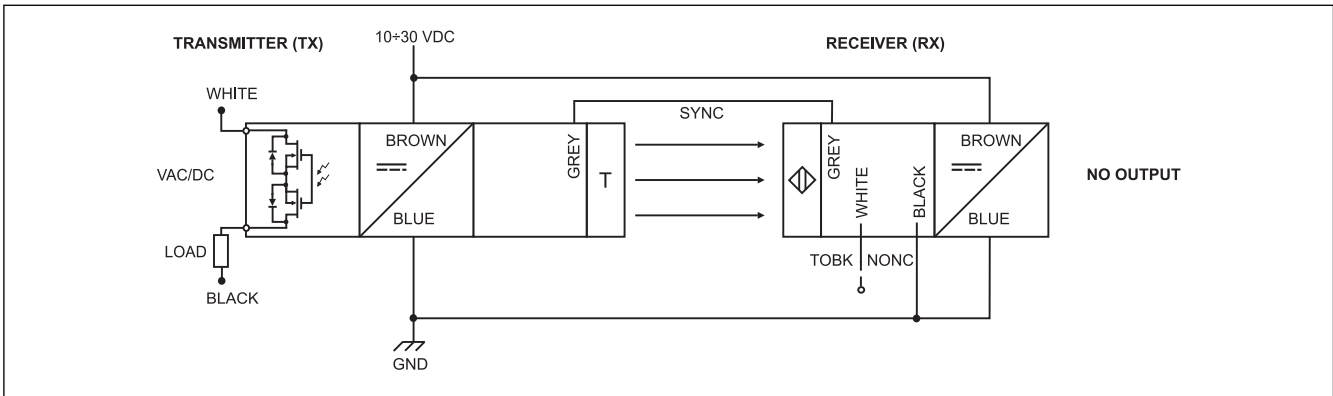 TRANSMITTER (TX)
10÷30 VDC
RECEIVER (RX)
WHITE
SYNC
BROWN
GREY
T
GREY
WHITE
BLACK
BROWN
VAC/DC
NO OUTPUT
BLUE
BLUE
LOAD
TOBK NONC
BLACK
GND